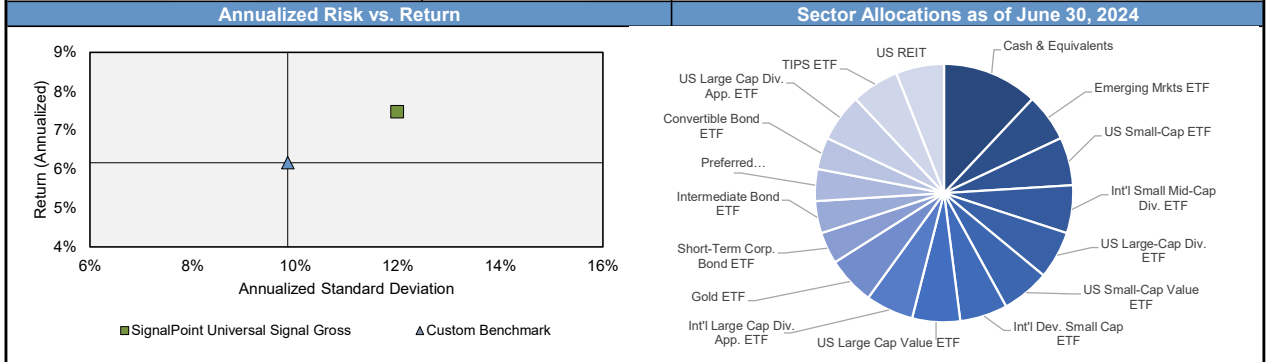 Annualized Risk vs. Return
9%
8%
7%
6%
5%
4%
Return (Annualized)
6%
8%
10%
12%
14%
16%
Annualized Standard Deviation
SignalPoint Universal Signal Gross
Custom Benchmark
Sector Allocations as of June 30, 2024
Cash & Equivalents
Emerging Mrkts ETF
US Small-Cap ETF
Int'l Small Mid-Cap
Div. ETF
US Large-Cap Div.
ETF
US Small-Cap Value
ETF
Int'l Dev. Small Cap
ETF
US Large Cap Value ETF
Int'l Large Cap Div.
App. ETF
Gold ETF
Short-Term Corp.
Bond ETF
Intermediate Bond
ETF
Preferred...
Convertible Bond
ETF
US Large Cap Div.
App. ETF
TIPS ETF
US REIT